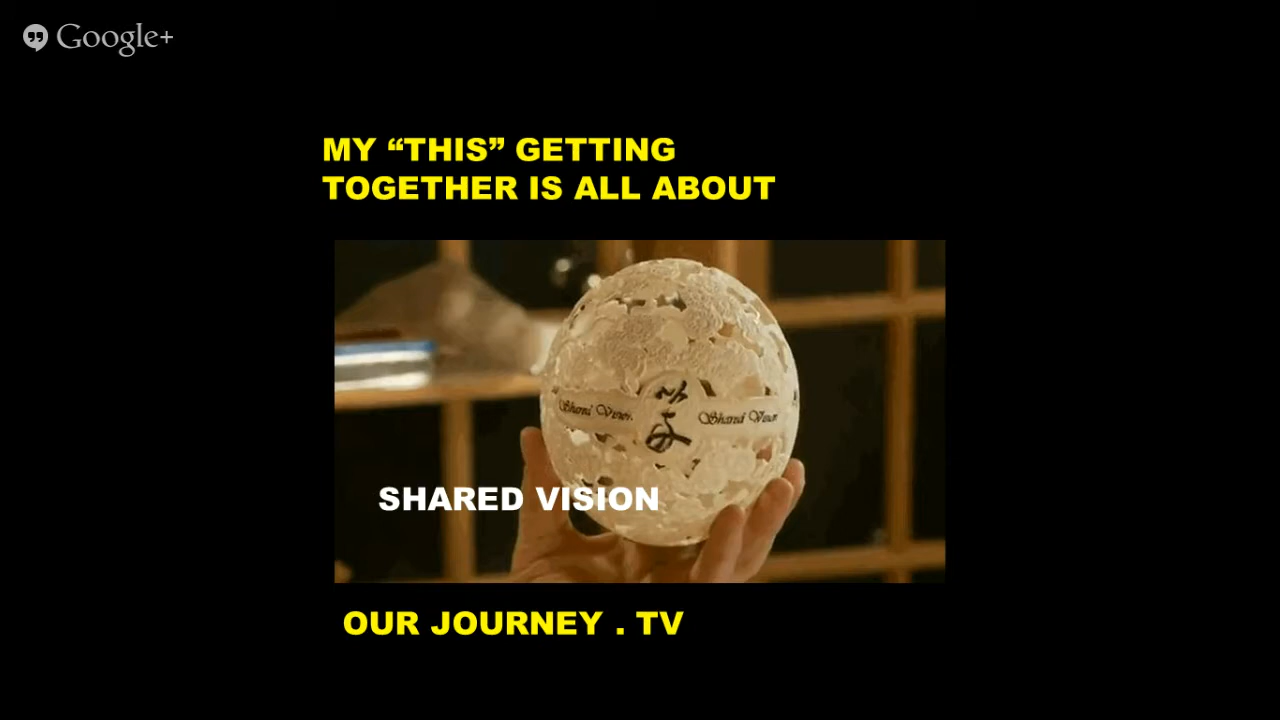 Google+
MY “THIS” GETTING
TOGETHER IS ALL ABOUT
Shared Vision Shared Vision
SHARED VISION
OUR JOURNEY . TV